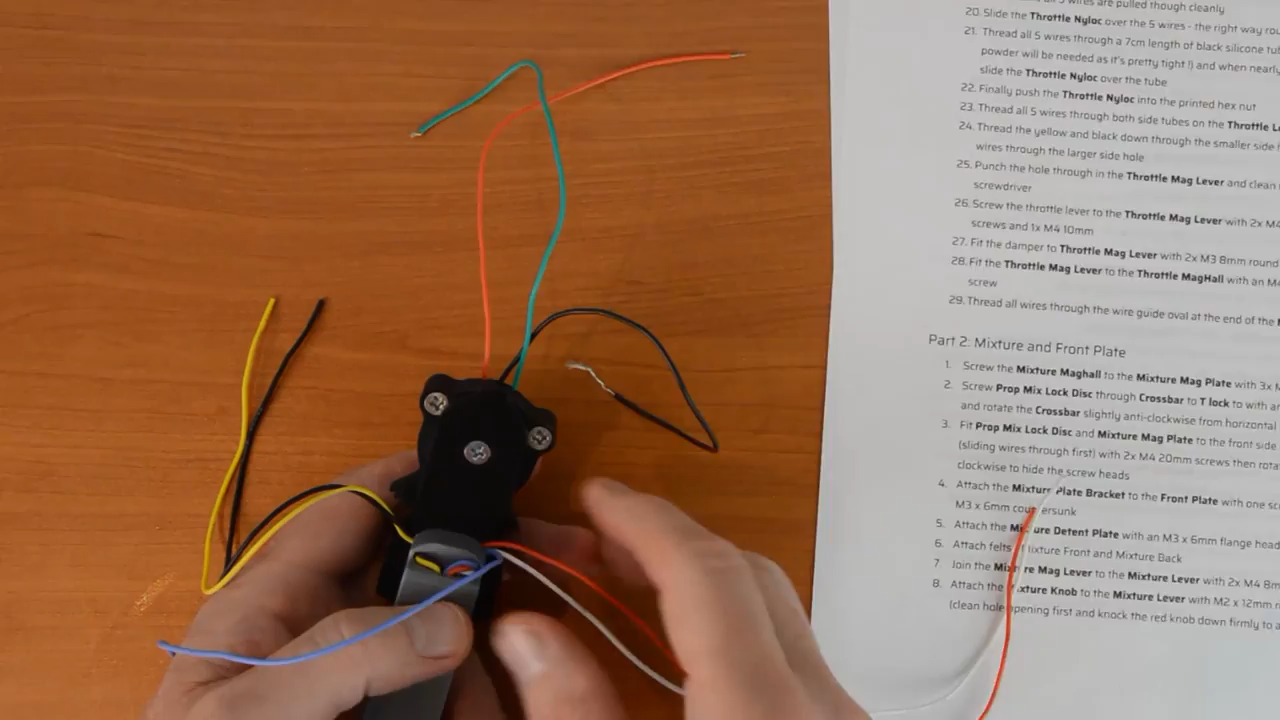 wires are pulled though cleanly
20. Slide the Throttle Nyloc over the 5 wires - the right way
21. Thread all 5 wires through a 7cm length of black silicone
powder will be needed as it's pretty tight !) and when nearly
slide the Throttle Nyloc over the tube
22. Finally push the Throttle Nyloc into the printed hex nut
23. Thread all 5 wires through both side tubes on the Throttle
24. Thread the yellow and black down through the smaller side
wires through the larger side hole
25. Punch the hole through in the Throttle Mag Lever and clean
screwdriver
26. Screw the throttle lever to the Throttle Mag Lever with 2x M4
screws and 1x M4 10mm
27. Fit the damper to Throttle Mag Lever with 2x M3 8mm round
28. Fit the Throttle Mag Lever to the Throttle MagHall with an
screw
29. Thread all wires through the wire guide oval at the end of the
Part 2: Mixture and Front Plate
1. Screw the Mixture Maghall to the Mixture Mag Plate with 3x
2. Screw Prop Mix Lock Disc through Crossbar to T lock to with
and rotate the Crossbar slightly anti-clockwise from horizontal
3. Fit Prop Mix Lock Disc and Mixture Mag Plate to the front side
(sliding wires through first) with 2x M4 20mm screws then
clockwise to hide the screw heads
4. Attach the Mixture Plate Bracket to the Front Plate with one
M3 x 6mm countersunk
5. Attach the Mixture Detent Plate with an M3 x 6mm flange head
6. Attach felts Mixture Front and Mixture Back
7. Join the Mixture Mag Lever to the Mixture Lever with 2x M4
8. Attach the Mixture Knob to the Mixture Lever with M2 x 12mm
(clean hole opening first and knock the red knob down firmly to